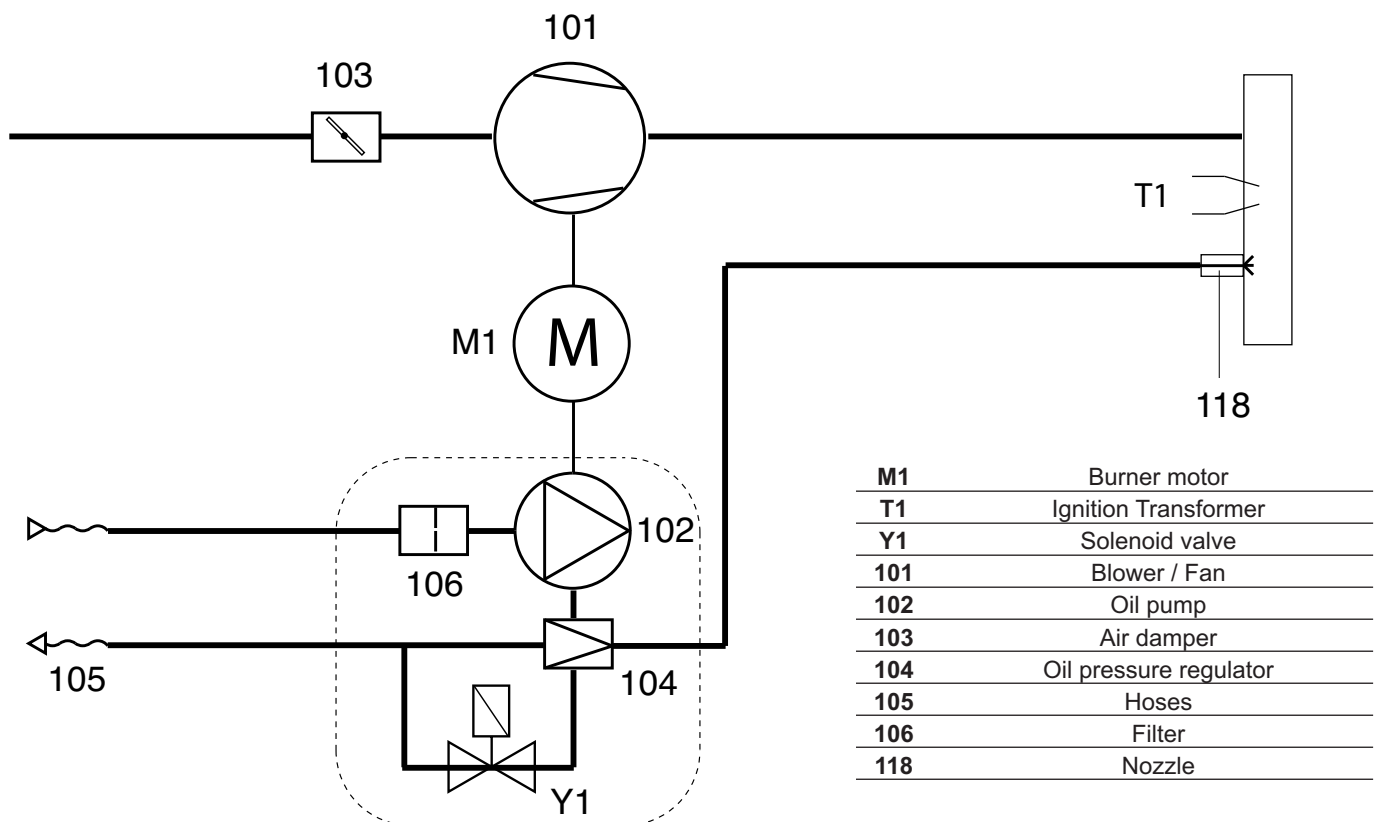 101
103
T1
M1
M
118
102
106
105
104
Y1
M1 Burner motor
T1 Ignition Transformer
Y1 Solenoid valve
101 Blower / Fan
102 Oil pump
103 Air damper
104 Oil pressure regulator
105 Hoses
106 Filter
118 Nozzle